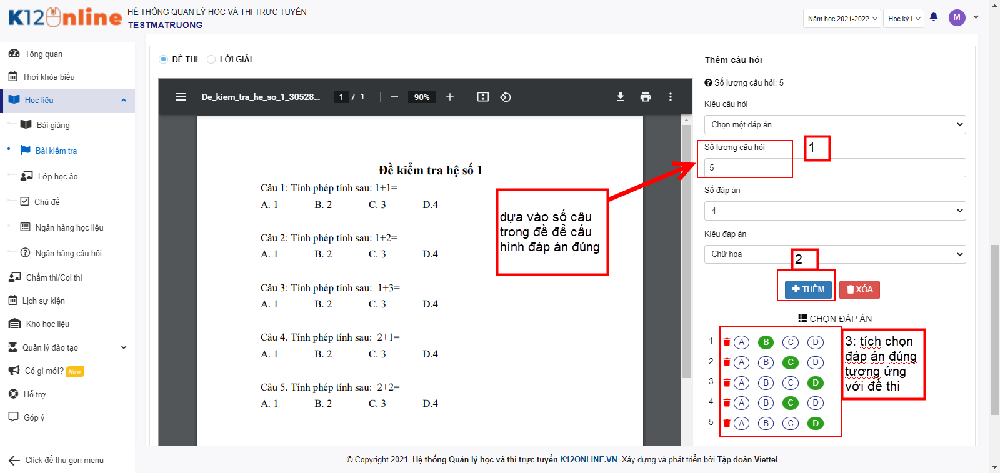 K12Online
HỆ THỐNG QUẢN LÝ HỌC VÀ THI TRỰC TUYẾN
TESTMATRUONG
Năm học 2021-2022
Học kỳ I
M
Tổng quan
Thời khóa biểu
Học liệu
Bài giảng
Bài kiểm tra
Lớp học ảo
Chủ đề
Ngân hàng học liệu
Ngân hàng câu hỏi
Chấm thi/Coi thi
Lịch sự kiện
Kho học liệu
Quản lý đào tạo
Có gì mới? New
Hỗ trợ
Góp ý
Click để thu gọn menu
ĐỀ THI LỜI GIẢI
De_kiem_tra_he_so_1_30528... 1 / 1 90%
Đề kiểm tra hệ số 1
Câu 1: Tính phép tính sau: 1+1=
A. 1 B. 2 C. 3 D.4
Câu 2: Tính phép tính sau: 1+2=
A. 1 B. 2 C. 3 D.4
Câu 3: Tính phép tính sau: 1+3=
A. 1 B. 2 C. 3 D.4
Câu 4. Tính phép tính sau: 2+1=
A. 1 B. 2 C. 3 D.4
Câu 5. Tính phép tính sau: 2+2=
A. 1 B. 2 C. 3 D.4
dựa vào số câu
trong đề để cấu
hình đáp án đúng
Thêm câu hỏi
Số lượng câu hỏi: 5
Kiểu câu hỏi
Chọn một đáp án
Số lượng câu hỏi
1
5
Số đáp án
4
Kiểu đáp án
Chữ hoa
2
THÊM XÓA
CHỌN ĐÁP ÁN
1 A B C D
2 A B C D
3 A B C D
4 A B C D
5 A B C D
3: tích chọn
đáp án đúng
tương ứng
với đề thi
© Copyright 2021. Hệ thống Quản lý học và thi trực tuyến K12ONLINE.VN. Xây dựng và phát triển bởi Tập đoàn Viettel